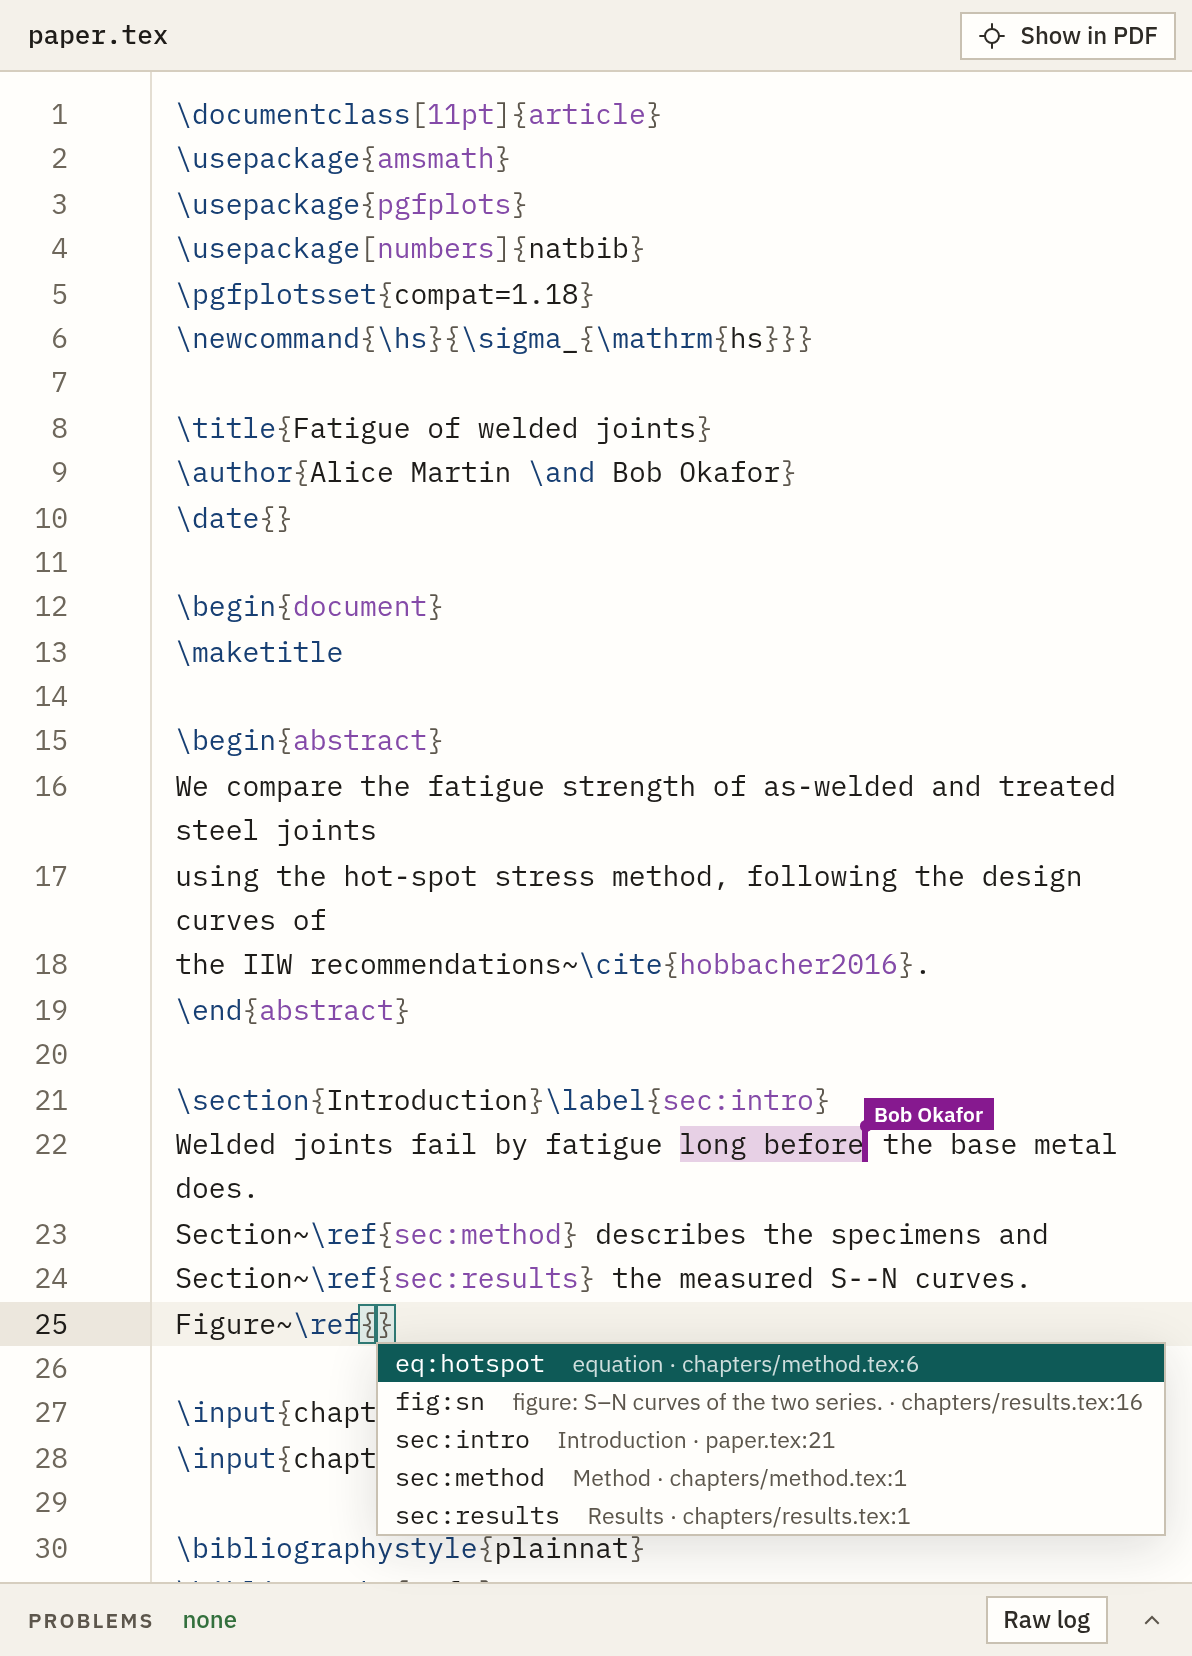 paper.tex
Show in PDF
1 \documentclass[11pt]{article}
2 \usepackage{amsmath}
3 \usepackage{pgfplots}
4 \usepackage[numbers]{natbib}
5 \pgfplotsset{compat=1.18}
6 \newcommand{\hs}{\sigma_{\mathrm{hs}}}
7
8 \title{Fatigue of welded joints}
9 \author{Alice Martin \and Bob Okafor}
10 \date{}
11
12 \begin{document}
13 \maketitle
14
15 \begin{abstract}
16 We compare the fatigue strength of as-welded and treated
steel joints
17 using the hot-spot stress method, following the design
curves of
18 the IIW recommendations~\cite{hobbacher2016}.
19 \end{abstract}
20
21 \section{Introduction}\label{sec:intro}
Bob Okafor
22 Welded joints fail by fatigue long before the base metal
does.
23 Section~\ref{sec:method} describes the specimens and
24 Section~\ref{sec:results} the measured S--N curves.
25 Figure~\ref{}
eq:hotspot equation · chapters/method.tex:6
26
fig:sn figure: S–N curves of the two series. · chapters/results.tex:16
27 \input{chapt
sec:intro Introduction · paper.tex:21
28 \input{chapt
sec:method Method · chapters/method.tex:1
29
sec:results Results · chapters/results.tex:1
30 \bibliographystyle{plainnat}
PROBLEMS none
Raw log